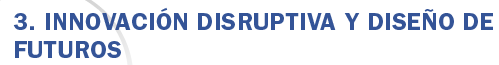 3. INNOVACIÓN DISRUPTIVA Y DISEÑO DE
FUTUROS